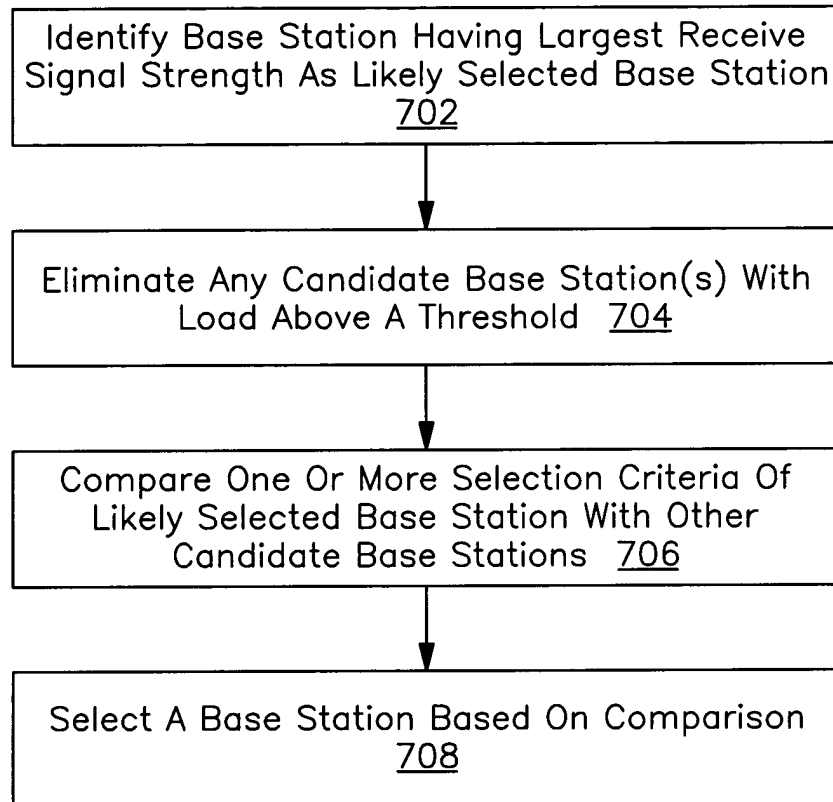 Identify Base Station Having Largest Receive
Signal Strength As Likely Selected Base Station
702
Eliminate Any Candidate Base Station(s) With
Load Above A Threshold 704
Compare One Or More Selection Criteria Of
Likely Selected Base Station With Other
Candidate Base Stations 706
Select A Base Station Based On Comparison
708